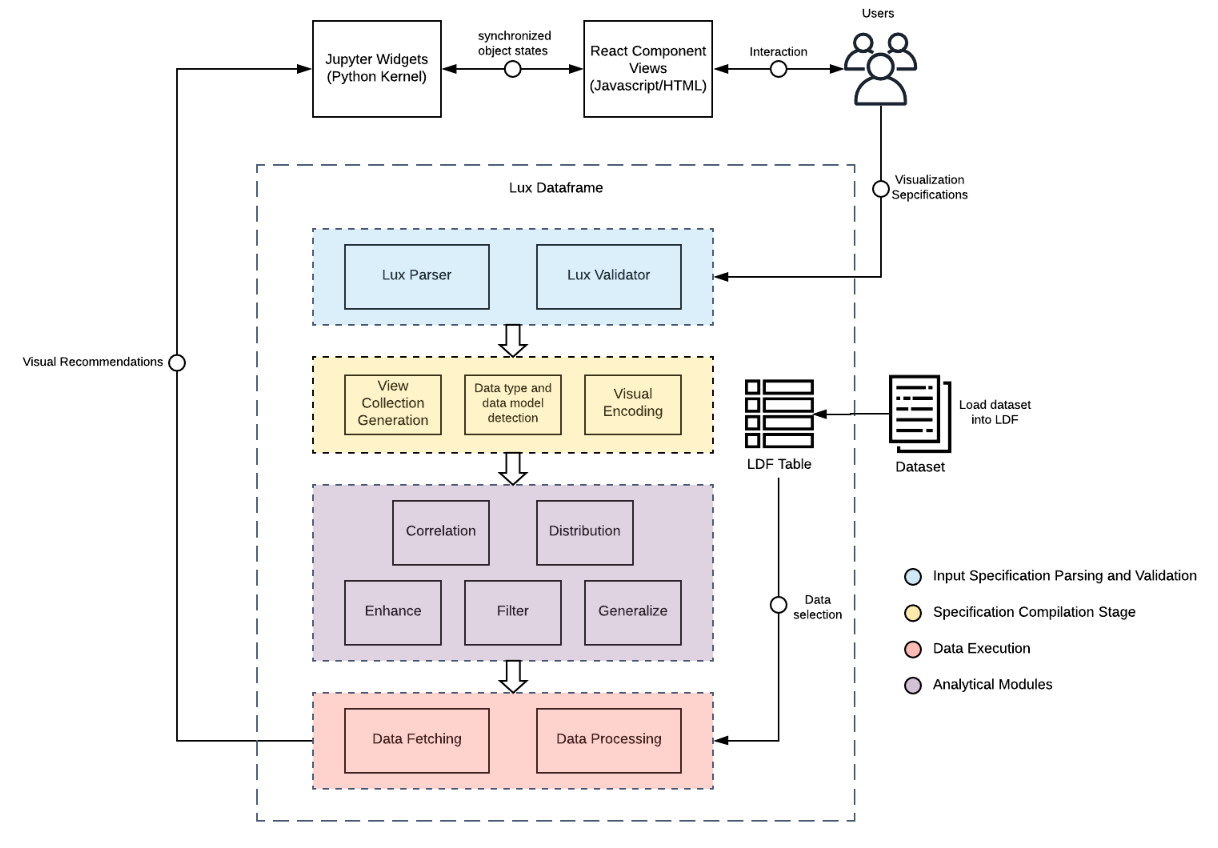 Users
synchronized
object states
Jupyter Widgets
(Python Kernel)
React Component
Views
(Javascript/HTML)
Interaction
Lux Dataframe
Visualization
Sepcifications
Lux Parser
Lux Validator
Visual Recommendations
View
Collection
Generation
Data type and
data model
detection
Visual
Encoding
LDF Table
Load dataset
into LDF
Dataset
Correlation
Distribution
Enhance
Filter
Generalize
Data
selection
Data Fetching
Data Processing
Input Specification Parsing and Validation
Specification Compilation Stage
Data Execution
Analytical Modules